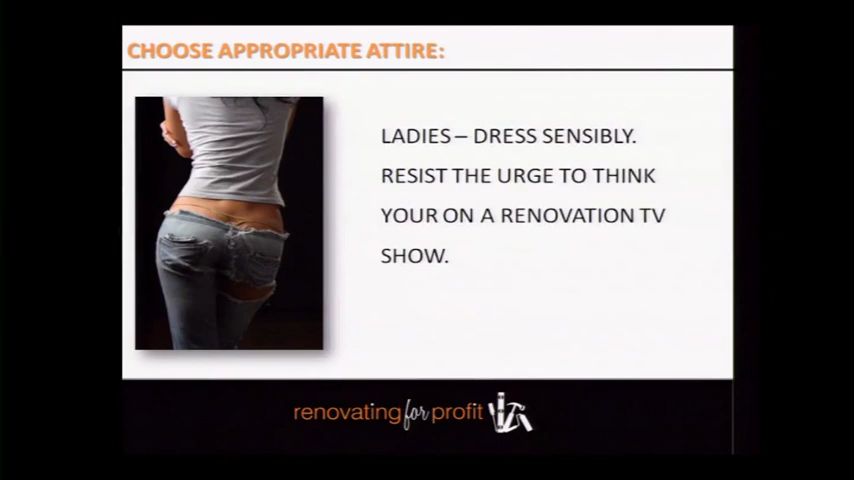 CHOOSE APPROPRIATE ATTIRE:
LADIES – DRESS SENSIBLY.
RESIST THE URGE TO THINK
YOUR ON A RENOVATION TV
SHOW.
renovating for profit